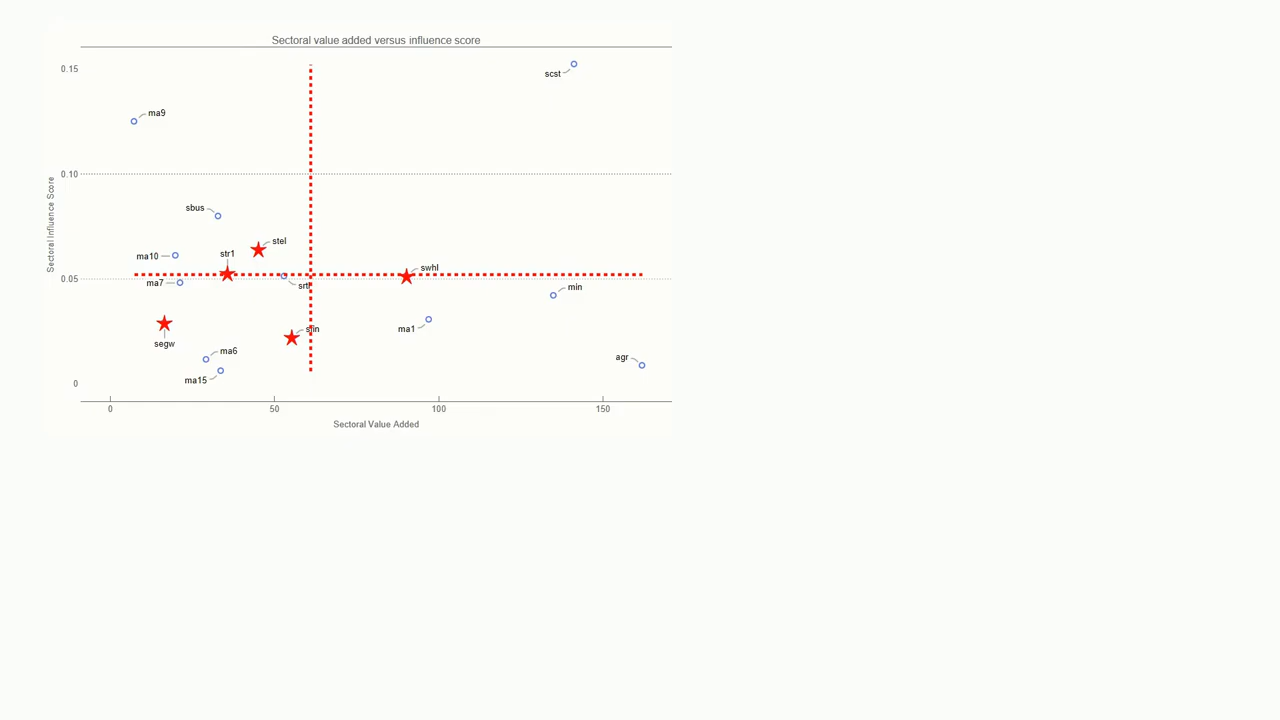 Sectoral value added versus influence score
0.15
scst
ma9
0.10
Sectoral Influence Score
sbus
stel
str1
ma10
swhl
0.05
ma7
srtl
min
ma1
sfin
segw
ma6
agr
ma15
0
0
50
100
150
Sectoral Value Added